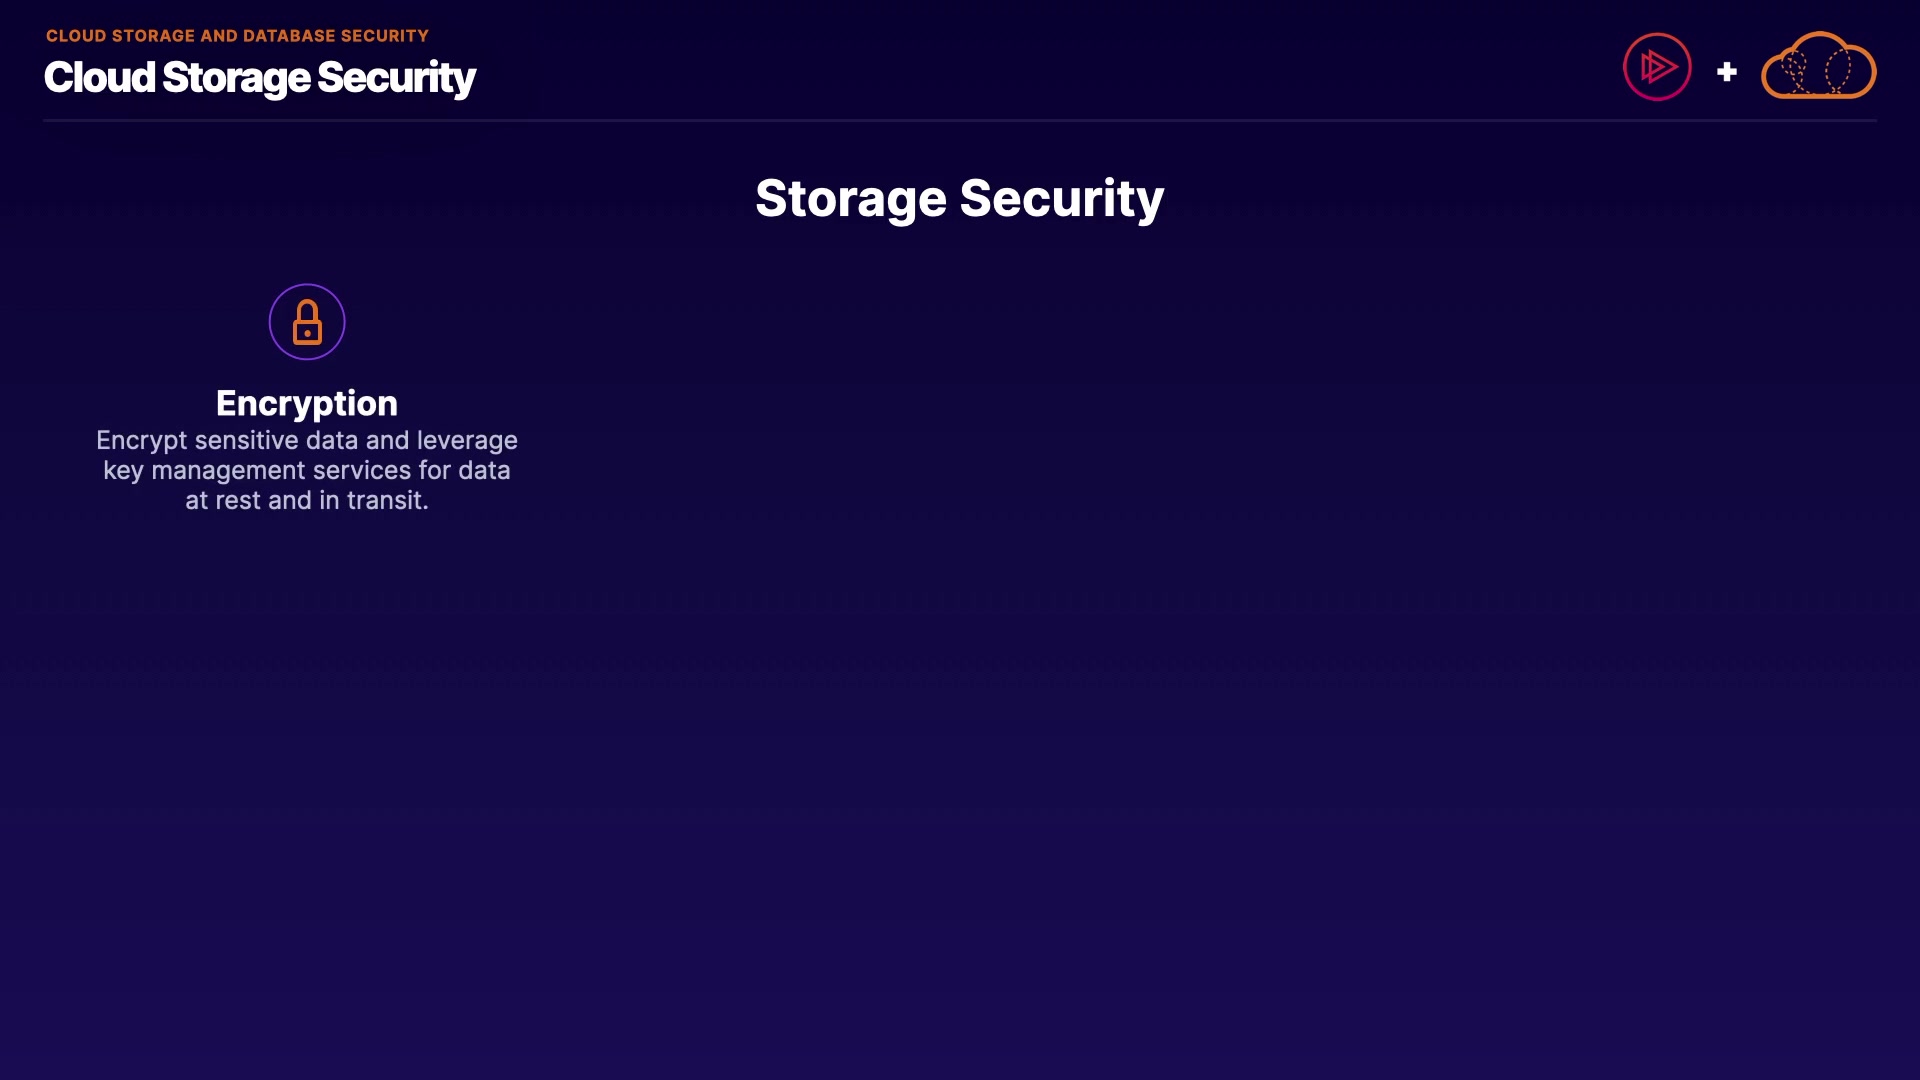 CLOUD STORAGE AND DATABASE SECURITY
Cloud Storage Security
Storage Security
Encryption
Encrypt sensitive data and leverage
key management services for data
at rest and in transit.